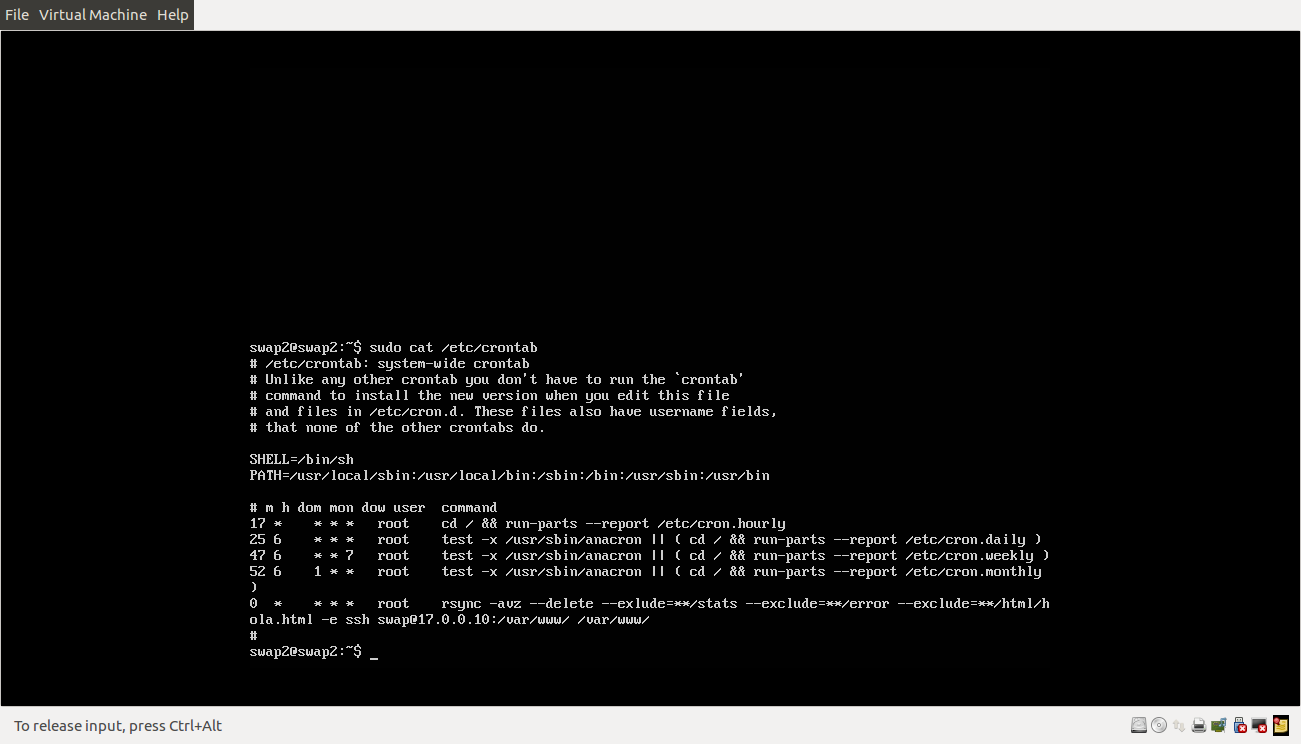 File Virtual Machine Help
swap2@swap2:~$ sudo cat /etc/crontab
# /etc/crontab: system-wide crontab
# Unlike any other crontab you don't have to run the `crontab'
# command to install the new version when you edit this file
# and files in /etc/cron.d. These files also have username fields,
# that none of the other crontabs do.
SHELL=/bin/sh
PATH=/usr/local/sbin:/usr/local/bin:/sbin:/bin:/usr/sbin:/usr/bin
# m h dom mon dow user  command
17 *    * * *   root    cd / && run-parts --report /etc/cron.hourly
25 6    * * *   root    test -x /usr/sbin/anacron || ( cd / && run-parts --report /etc/cron.daily )
47 6    * * 7   root    test -x /usr/sbin/anacron || ( cd / && run-parts --report /etc/cron.weekly )
52 6    1 * *   root    test -x /usr/sbin/anacron || ( cd / && run-parts --report /etc/cron.monthly
)
0  *    * * *   root    rsync -avz --delete --exlude=**/stats --exclude=**/error --exclude=**/html/h
ola.html -e ssh swap@17.0.0.10:/var/www/ /var/www/
#
swap2@swap2:~$ _
To release input, press Ctrl+Alt